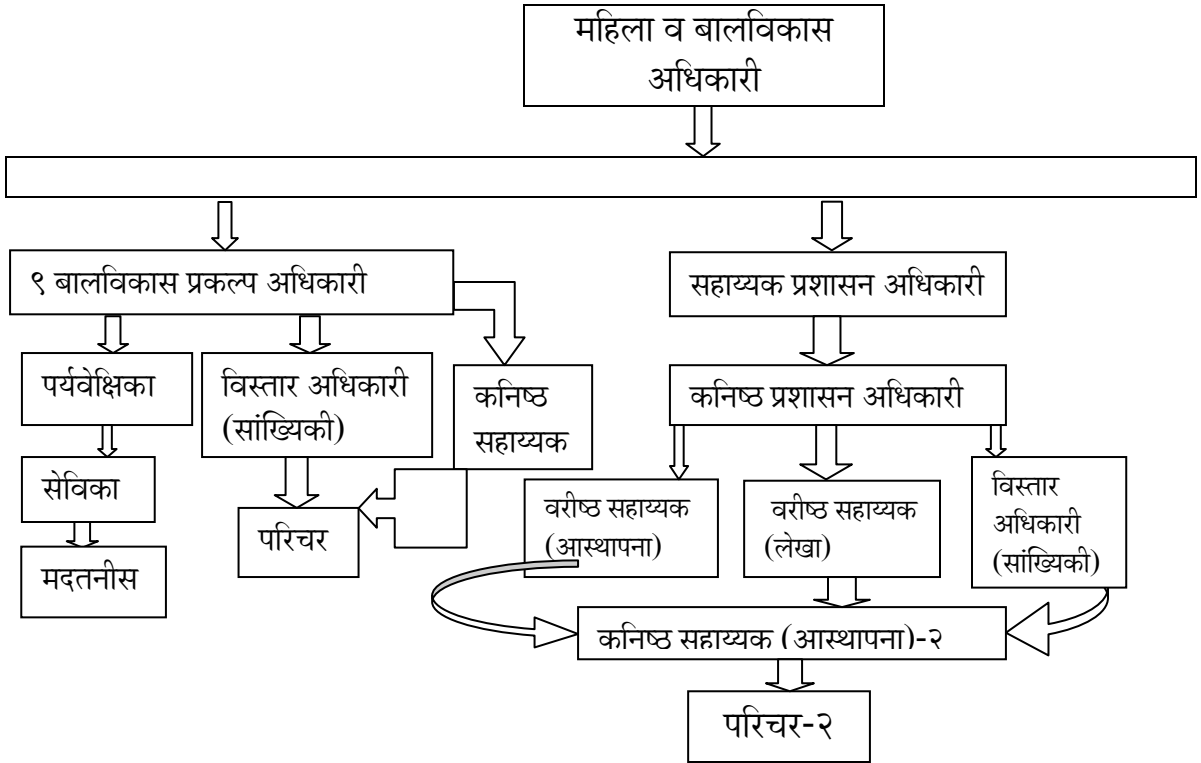 महिला व बालविकास
अधिकारी
९ बालविकास प्रकल्प अधिकारी
सहाय्यक प्रशासन अधिकारी
पर्यवेक्षिका
विस्तार अधिकारी
(सांख्यिकी)
कनिष्ठ
सहाय्यक
कनिष्ठ प्रशासन अधिकारी
सेविका
परिचर
मदतनीस
वरीष्ठ सहाय्यक
(आस्थापना)
वरीष्ठ सहाय्यक
(लेखा)
विस्तार
अधिकारी
(सांख्यिकी)
कनिष्ठ सहाय्यक (आस्थापना)-२
परिचर-२